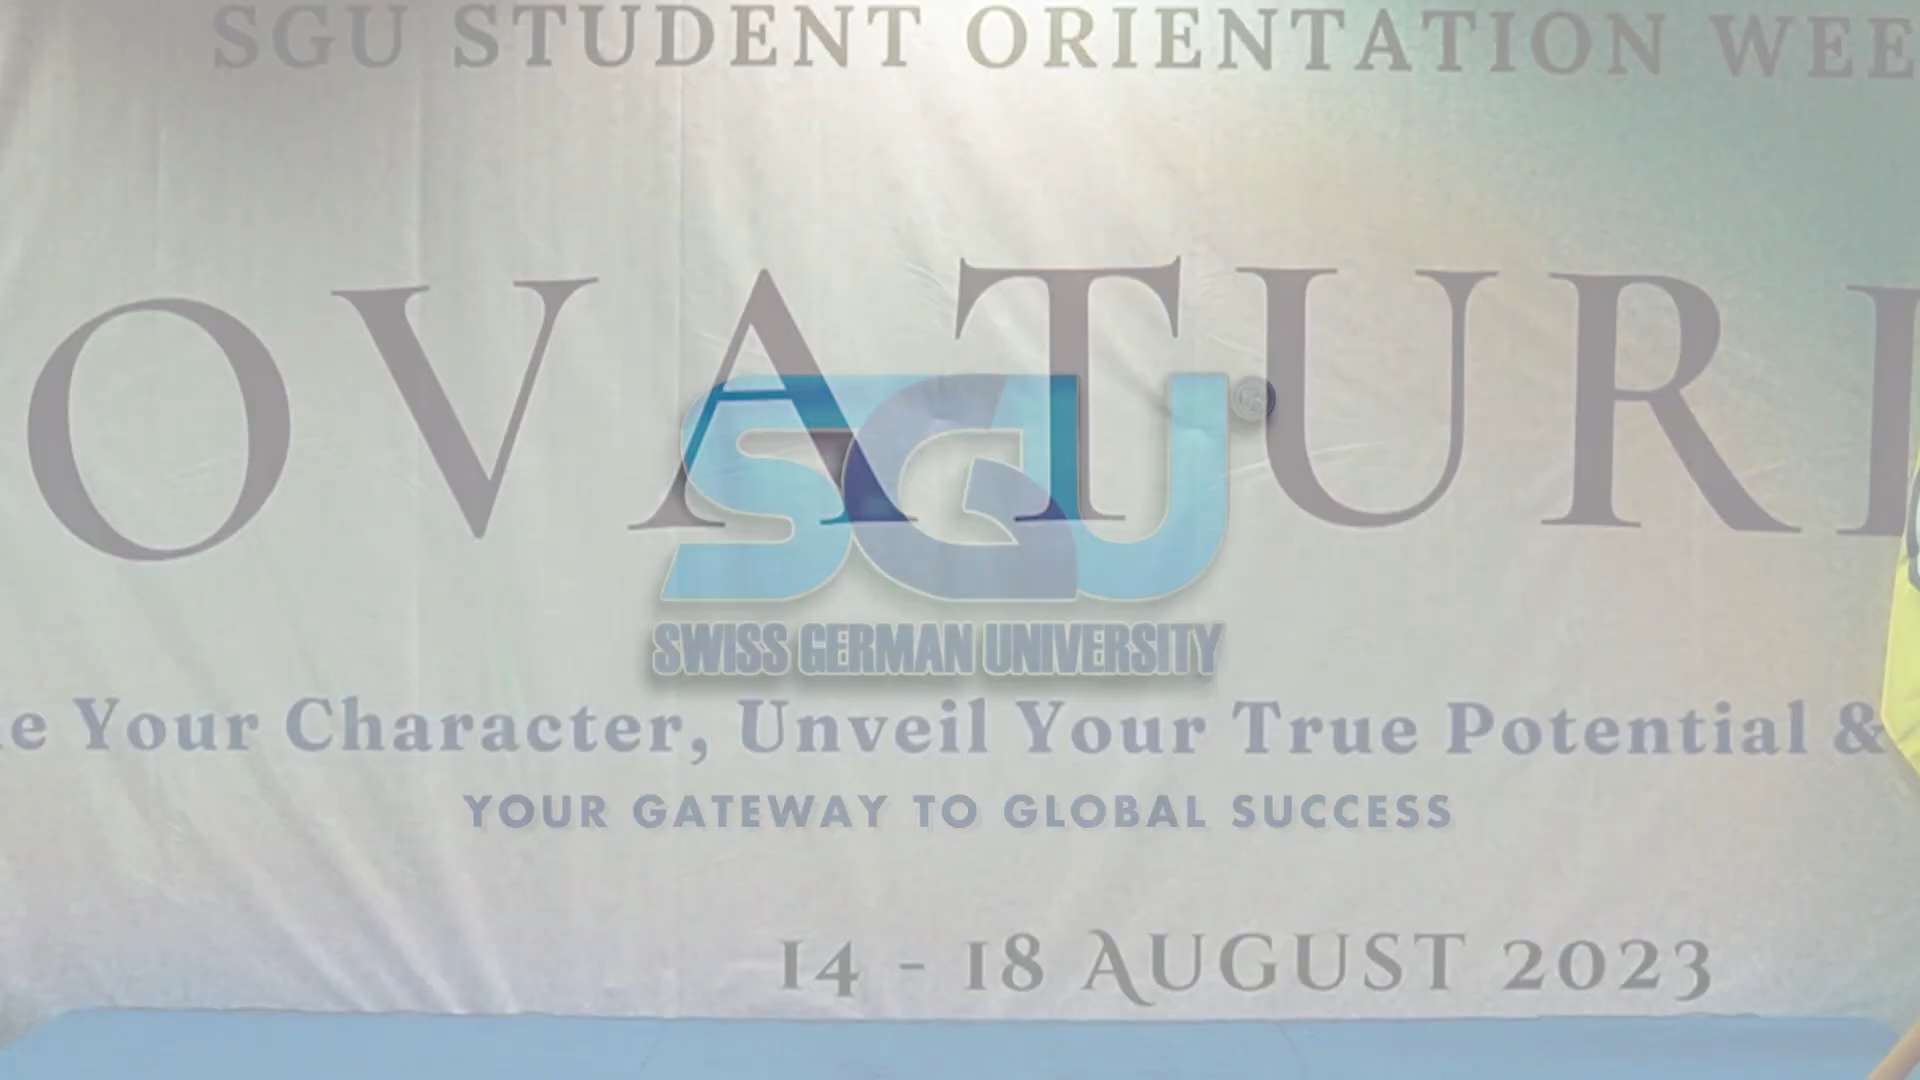 SGU STUDENT ORIENTATION WEE
OVATURI
SGU
SWISS GERMAN UNIVERSITY
e Your Character, Unveil Your True Potential &
YOUR GATEWAY TO GLOBAL SUCCESS
14 - 18 AUGUST 2023